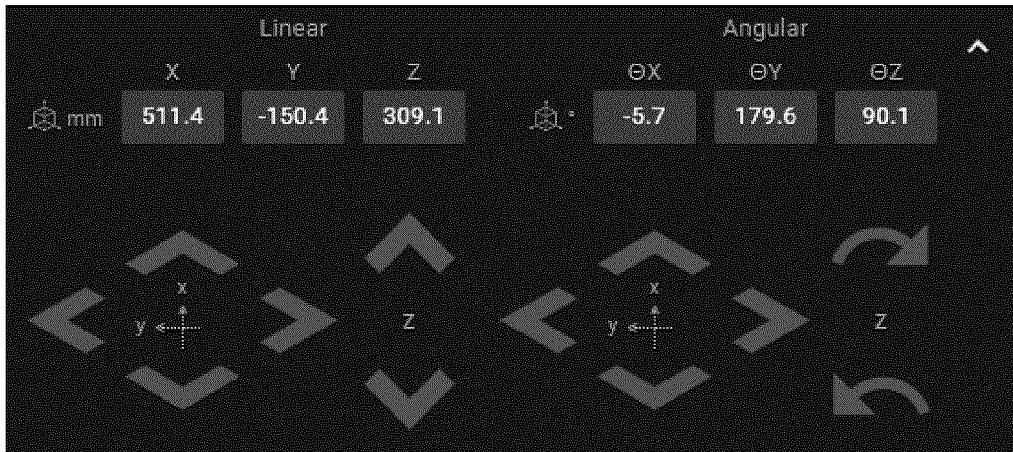 Linear Angular
X Y Z ΘX ΘY ΘZ
mm 511.4 -150.4 309.1 ° -5.7 179.6 90.1
x x
y Z y Z